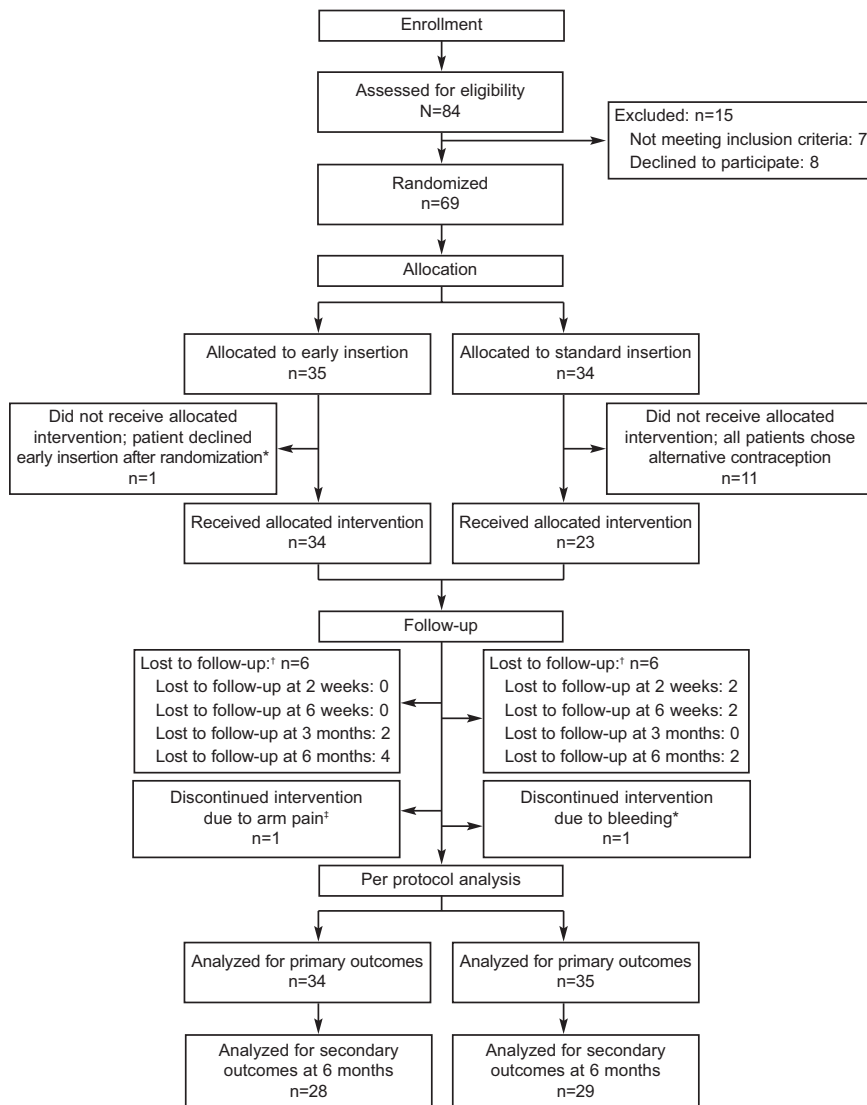 Enrollment
Assessed for eligibility
N=84
Excluded: n=15
Not meeting inclusion criteria: 7
Declined to participate: 8
Randomized
n=69
Allocation
Allocated to early insertion
n=35
Allocated to standard insertion
n=34
Did not receive allocated
intervention; patient declined
early insertion after randomization*
n=1
Did not receive allocated
intervention; all patients chose
alternative contraception
n=11
Received allocated intervention
n=34
Received allocated intervention
n=23
Follow-up
Lost to follow-up:† n=6
Lost to follow-up at 2 weeks: 0
Lost to follow-up at 6 weeks: 0
Lost to follow-up at 3 months: 2
Lost to follow-up at 6 months: 4
Lost to follow-up:† n=6
Lost to follow-up at 2 weeks: 2
Lost to follow-up at 6 weeks: 2
Lost to follow-up at 3 months: 0
Lost to follow-up at 6 months: 2
Discontinued intervention
due to arm pain‡
n=1
Discontinued intervention
due to bleeding*
n=1
Per protocol analysis
Analyzed for primary outcomes
n=34
Analyzed for primary outcomes
n=35
Analyzed for secondary
outcomes at 6 months
n=28
Analyzed for secondary
outcomes at 6 months
n=29